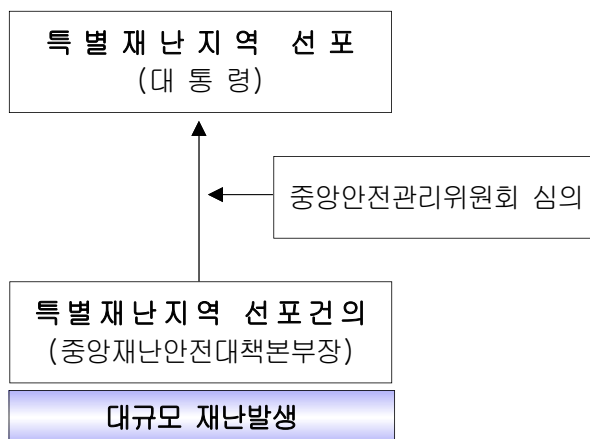 특별재난지역 선포
(대 통 령)
중앙안전관리위원회 심의
특별재난지역 선포건의
(중앙재난안전대책본부장)
대규모 재난발생